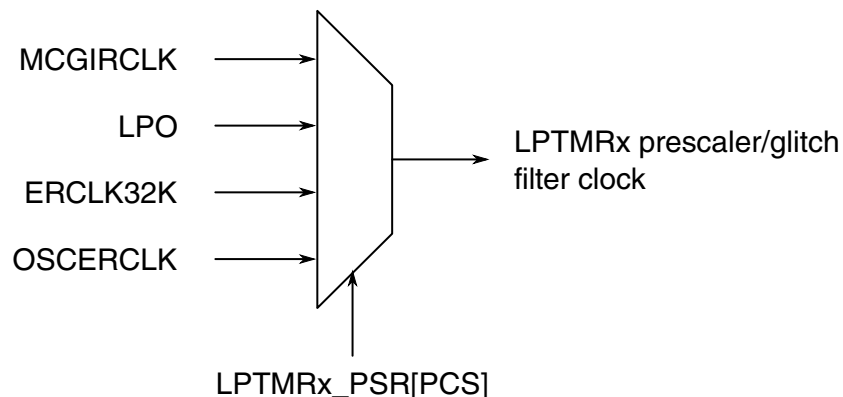 MCGIRCLK
LPO
ERCLK32K
OSCERCLK
LPTMRx prescaler/glitch
filter clock
LPTMRx_PSR[PCS]